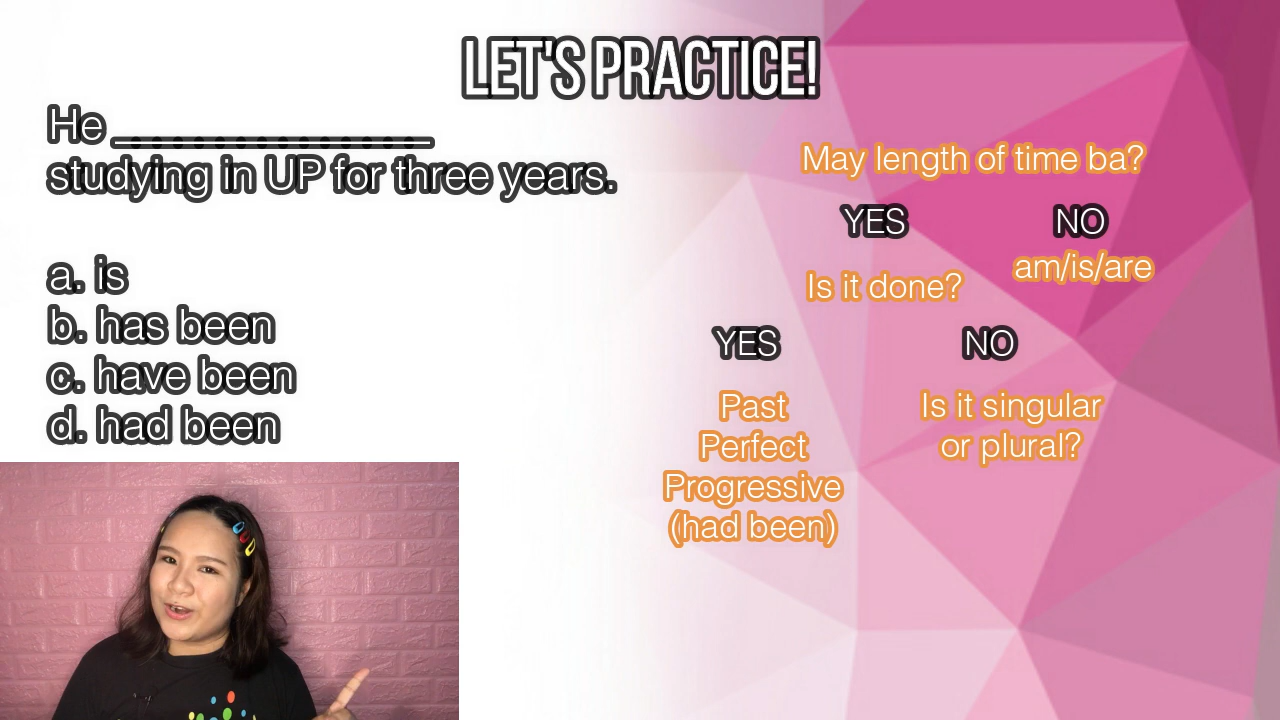 LET'S PRACTICE!
He _______________
studying in UP for three years.
a. is
b. has been
c. have been
d. had been
May length of time ba?
YES NO
am/is/are
Is it done?
YES NO
Past
Perfect
Progressive
(had been)
Is it singular
or plural?